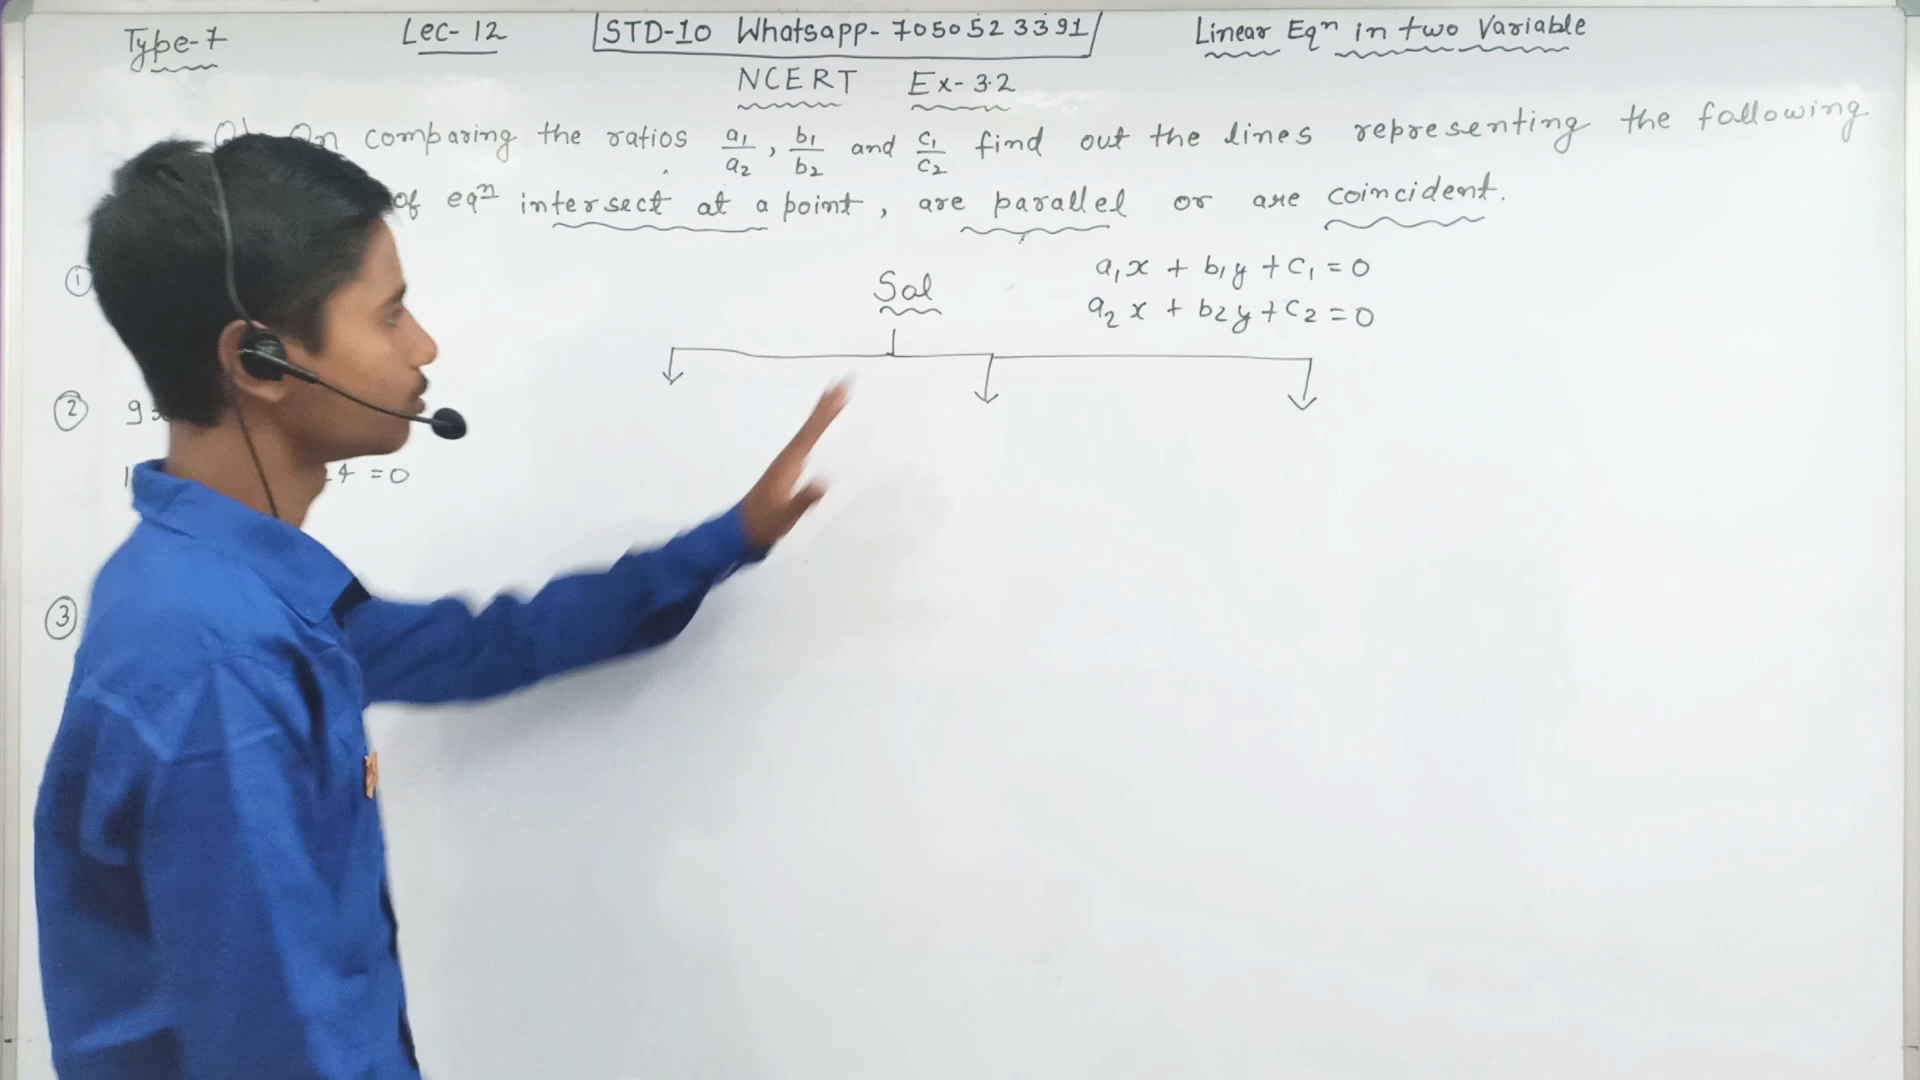 Type-7 Lec-12 STD-10 Whatsapp-7050523391 Linear Eqn in two Variable
NCERT Ex-3.2
On comparing the ratios a1/a2, b1/b2 and c1/c2 find out the lines representing the following
of eqn intersect at a point, are parallel or are coincident.
① Sol a1x + b1y + c1 = 0
a2x + b2y + c2 = 0
② 9
4 = 0
③